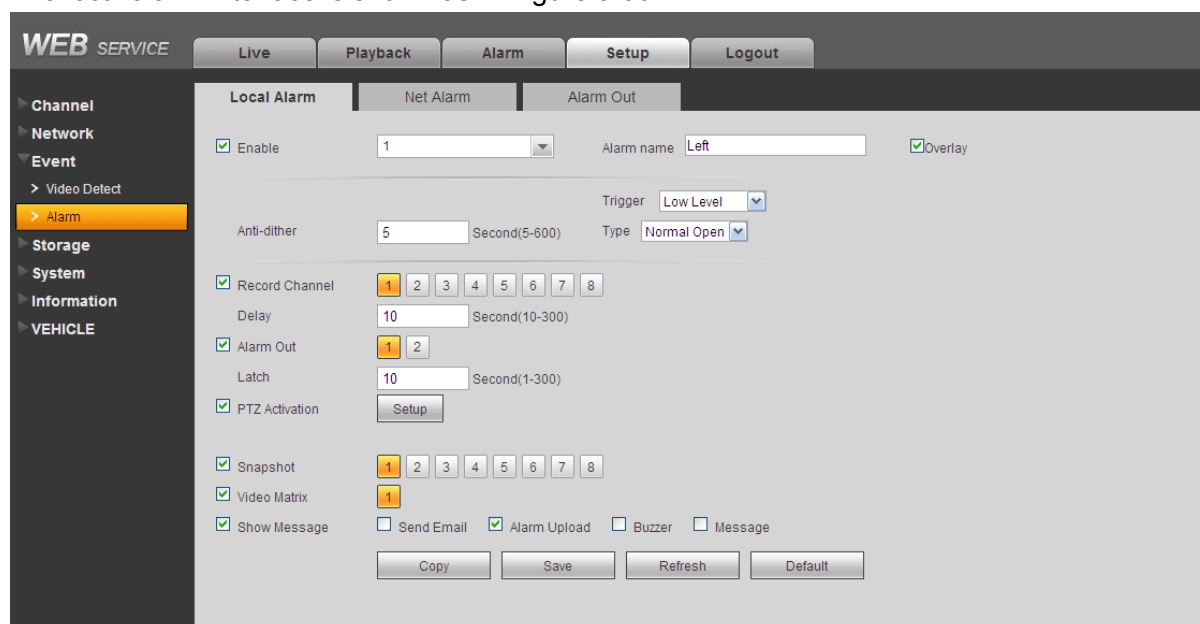 WEB SERVICE
Live Playback Alarm Setup Logout
Channel
Network
Event
> Video Detect
> Alarm
Storage
System
Information
VEHICLE
Local Alarm Net Alarm Alarm Out
Enable 1 Alarm name Left Overlay
Trigger Low Level
Anti-dither 5 Second(5-600) Type Normal Open
Record Channel 1 2 3 4 5 6 7 8
Delay 10 Second(10-300)
Alarm Out 1 2
Latch 10 Second(1-300)
PTZ Activation Setup
Snapshot 1 2 3 4 5 6 7 8
Video Matrix 1
Show Message Send Email Alarm Upload Buzzer Message
Copy Save Refresh Default